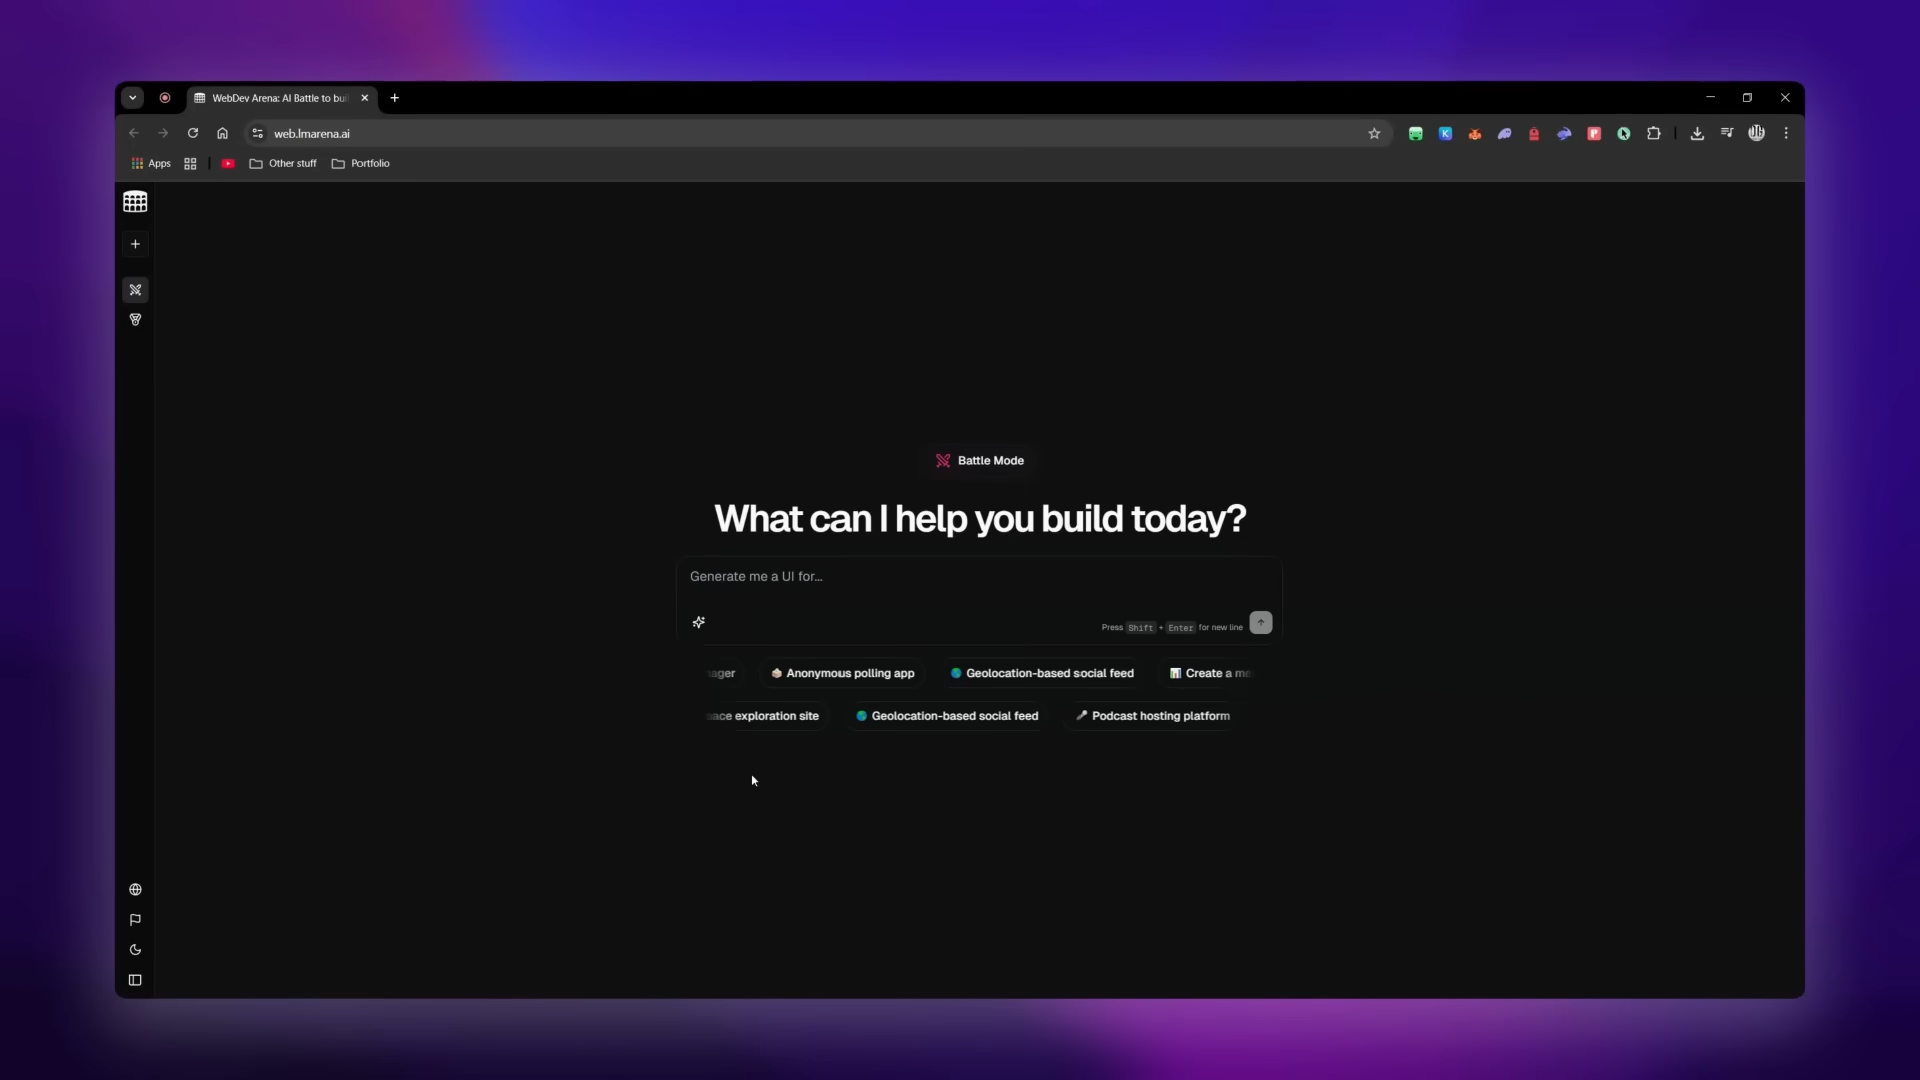 WebDev Arena: AI Battle to bui
web.lmarena.ai
Apps Other stuff Portfolio
Battle Mode
What can I help you build today?
Generate me a UI for...
Press Shift + Enter for new line
Anonymous polling app Geolocation-based social feed Create a me
exploration site Geolocation-based social feed Podcast hosting platform